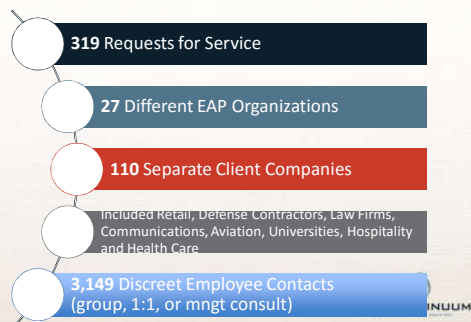 319 Requests for Service
27 Different EAP Organizations
110 Separate Client Companies
Included Retail, Defense Contractors, Law Firms,
Communications, Aviation, Universities, Hospitality
and Health Care
3,149 Discreet Employee Contacts
(group, 1:1, or mngt consult)